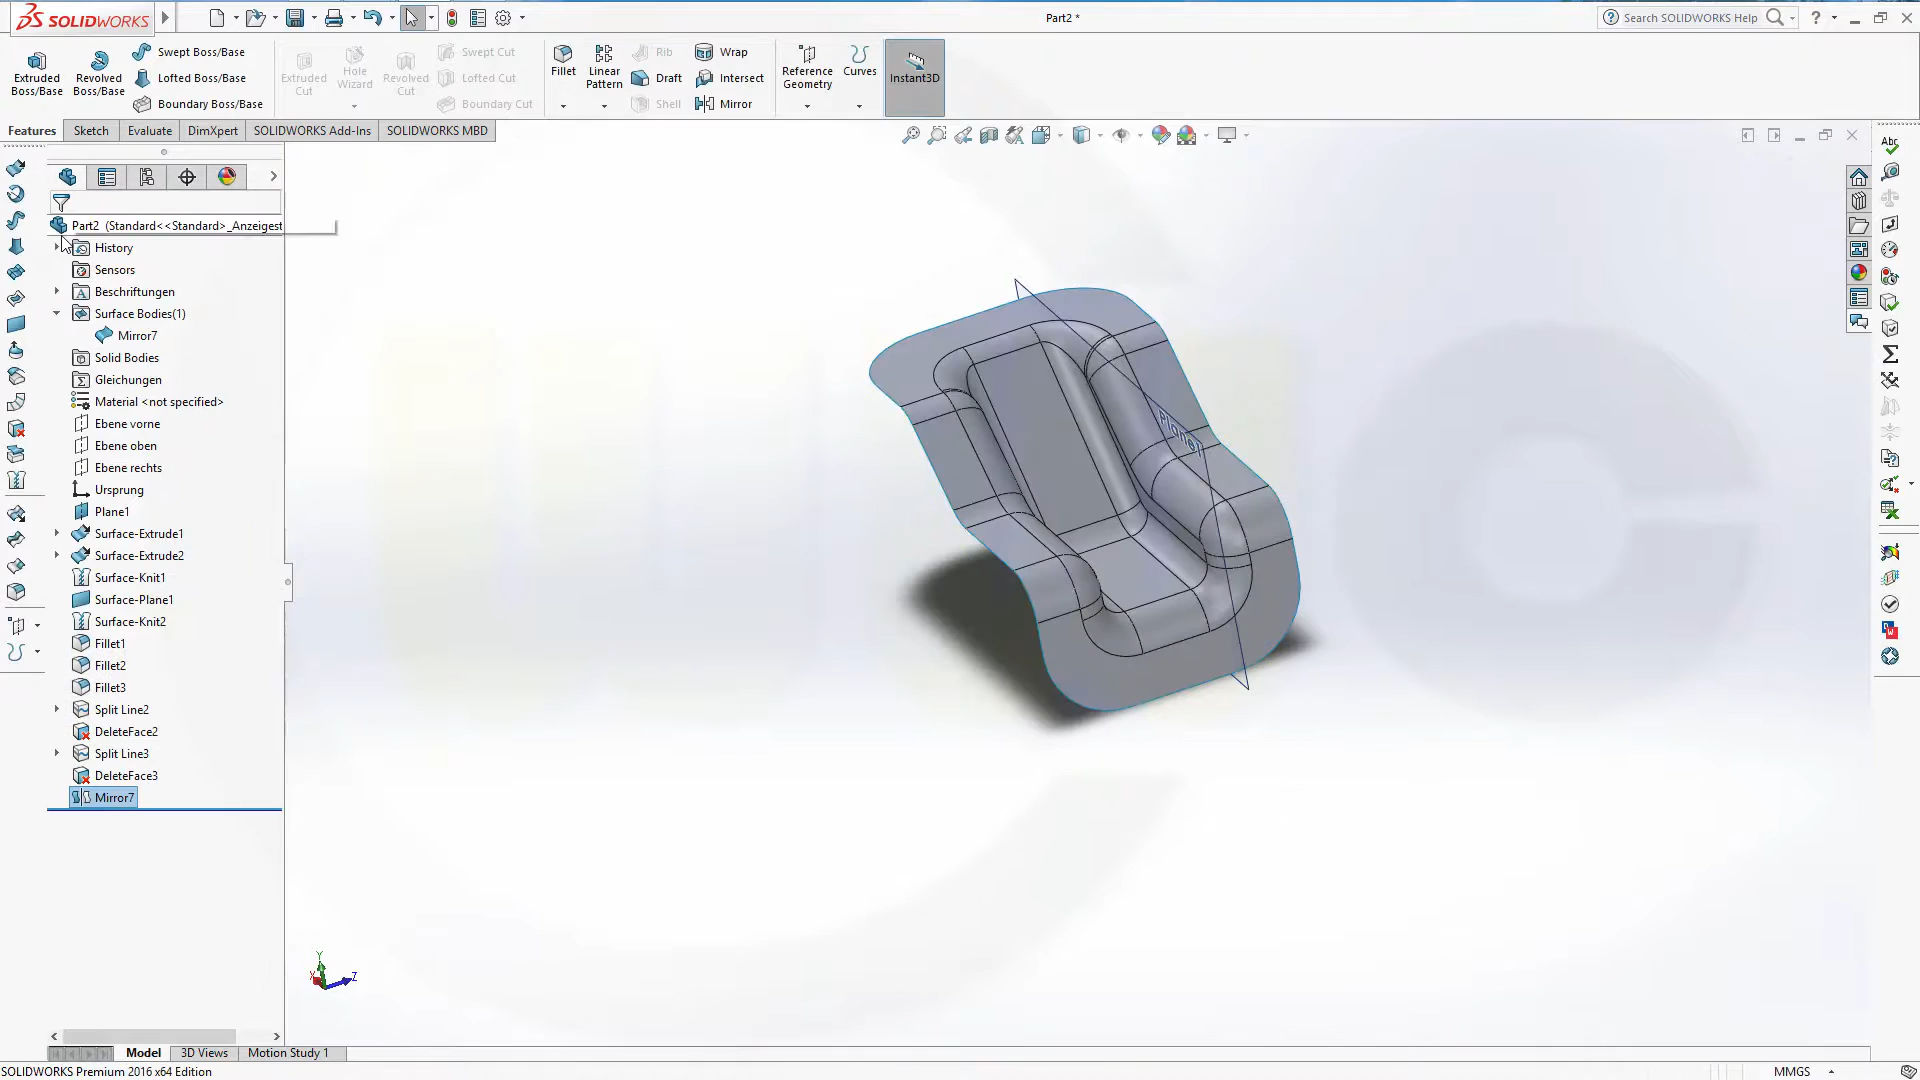 SOLIDWORKS
Part2 *
Search SOLIDWORKS Help
Extruded Boss/Base
Revolved Boss/Base
Swept Boss/Base
Lofted Boss/Base
Boundary Boss/Base
Extruded Cut
Hole Wizard
Revolved Cut
Swept Cut
Lofted Cut
Boundary Cut
Fillet
Linear Pattern
Rib
Draft
Shell
Wrap
Intersect
Mirror
Reference Geometry
Curves
Instant3D
Features
Sketch
Evaluate
DimXpert
SOLIDWORKS Add-Ins
SOLIDWORKS MBD
Part2 (Standard<<Standard>_Anzeigest
History
Sensors
Beschriftungen
Surface Bodies(1)
Mirror7
Solid Bodies
Gleichungen
Material <not specified>
Ebene vorne
Ebene oben
Ebene rechts
Ursprung
Plane1
Surface-Extrude1
Surface-Extrude2
Surface-Knit1
Surface-Plane1
Surface-Knit2
Fillet1
Fillet2
Fillet3
Split Line2
DeleteFace2
Split Line3
DeleteFace3
Mirror7
Plane1
Abc
Y
X
Z
Model
3D Views
Motion Study 1
SOLIDWORKS Premium 2016 x64 Edition
MMGS